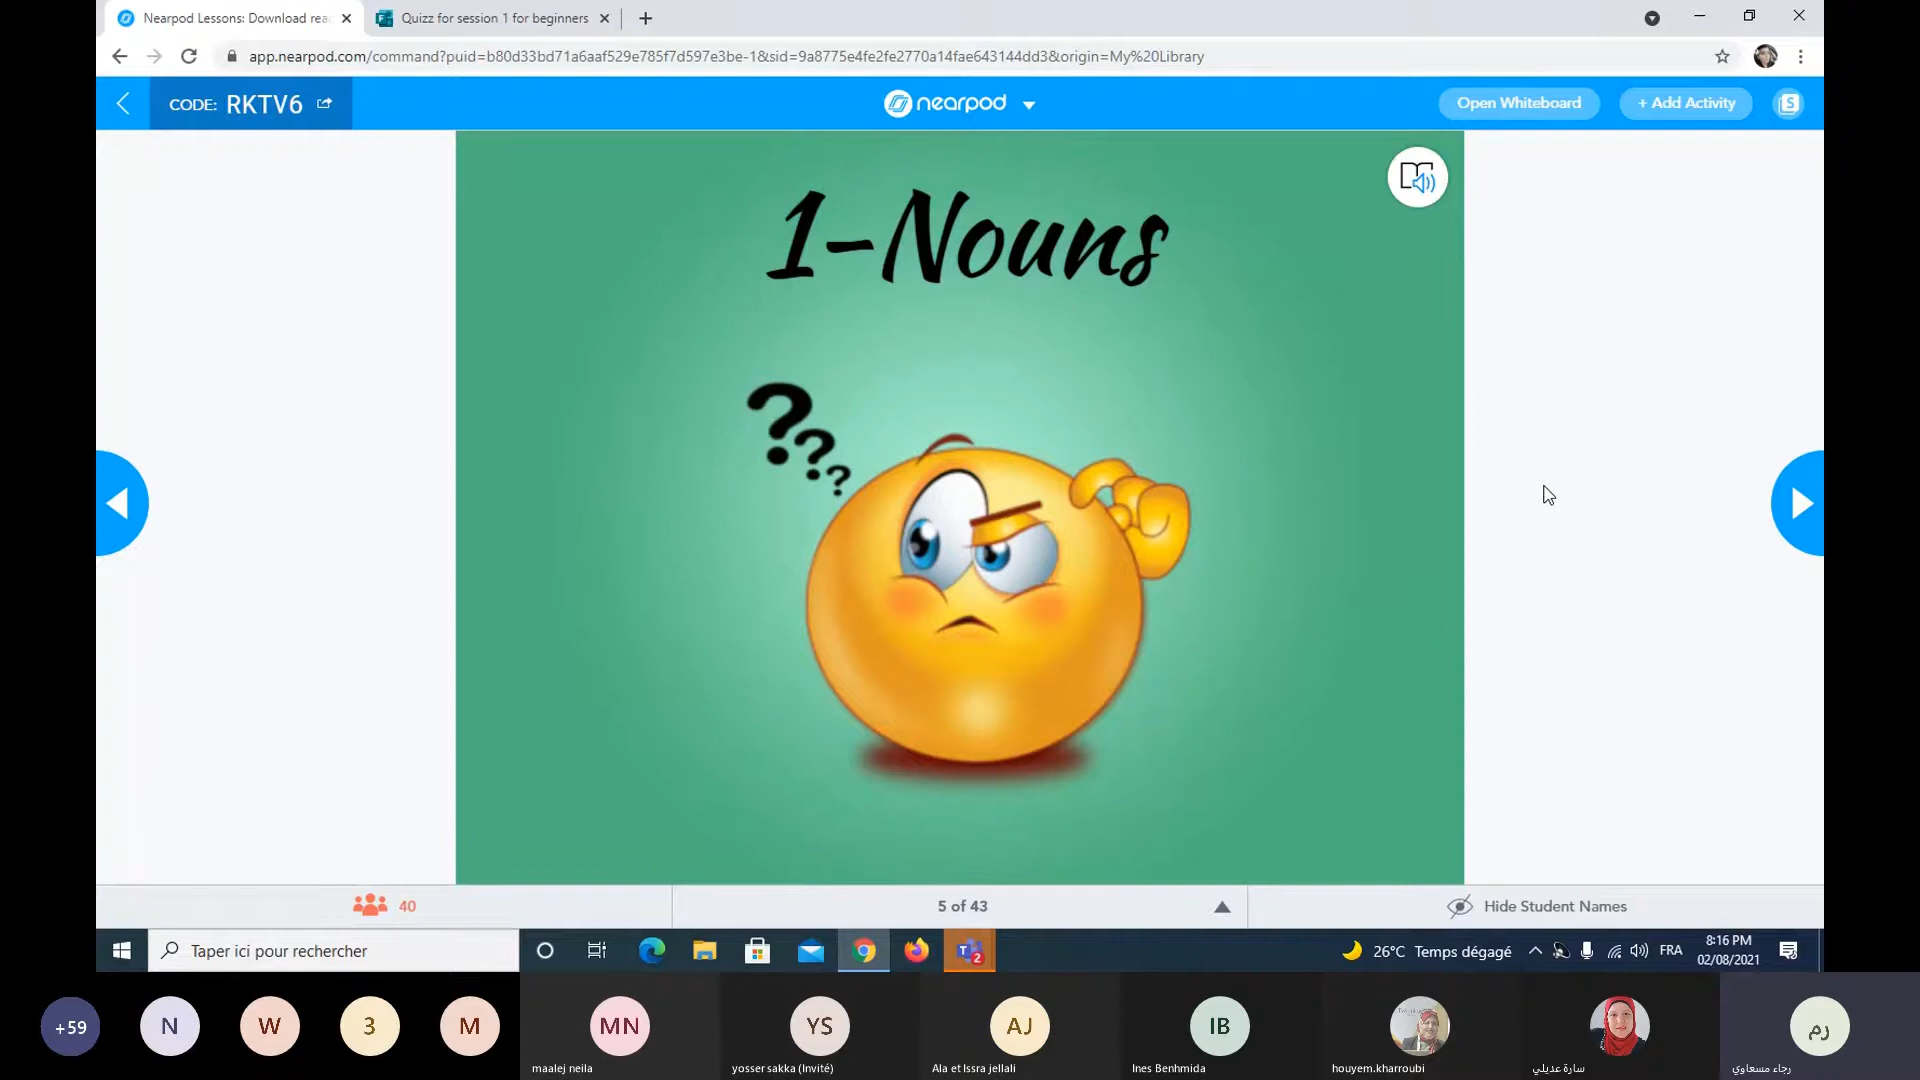 Nearpod Lessons: Download rea
Quizz for session 1 for beginners
app.nearpod.com/command?puid=b80d33bd71a6aaf529e785f7d597e3be-1&sid=9a8775e4fe2fe2770a14fae643144dd3&origin=My%20Library
CODE: RKTV6
nearpod
Open Whiteboard
+ Add Activity
S
1-Nouns
???
40
5 of 43
Hide Student Names
Taper ici pour rechercher
2
26°C Temps dégagé
FRA
8:16 PM
02/08/2021
+59
N
W
3
M
MN
YS
AJ
IB
رم
maalej neila
yosser sakka (Invité)
Ala et Issra jellali
Ines Benhmida
houyem.kharroubi
سارة عديلي
رجاء مسعاوي